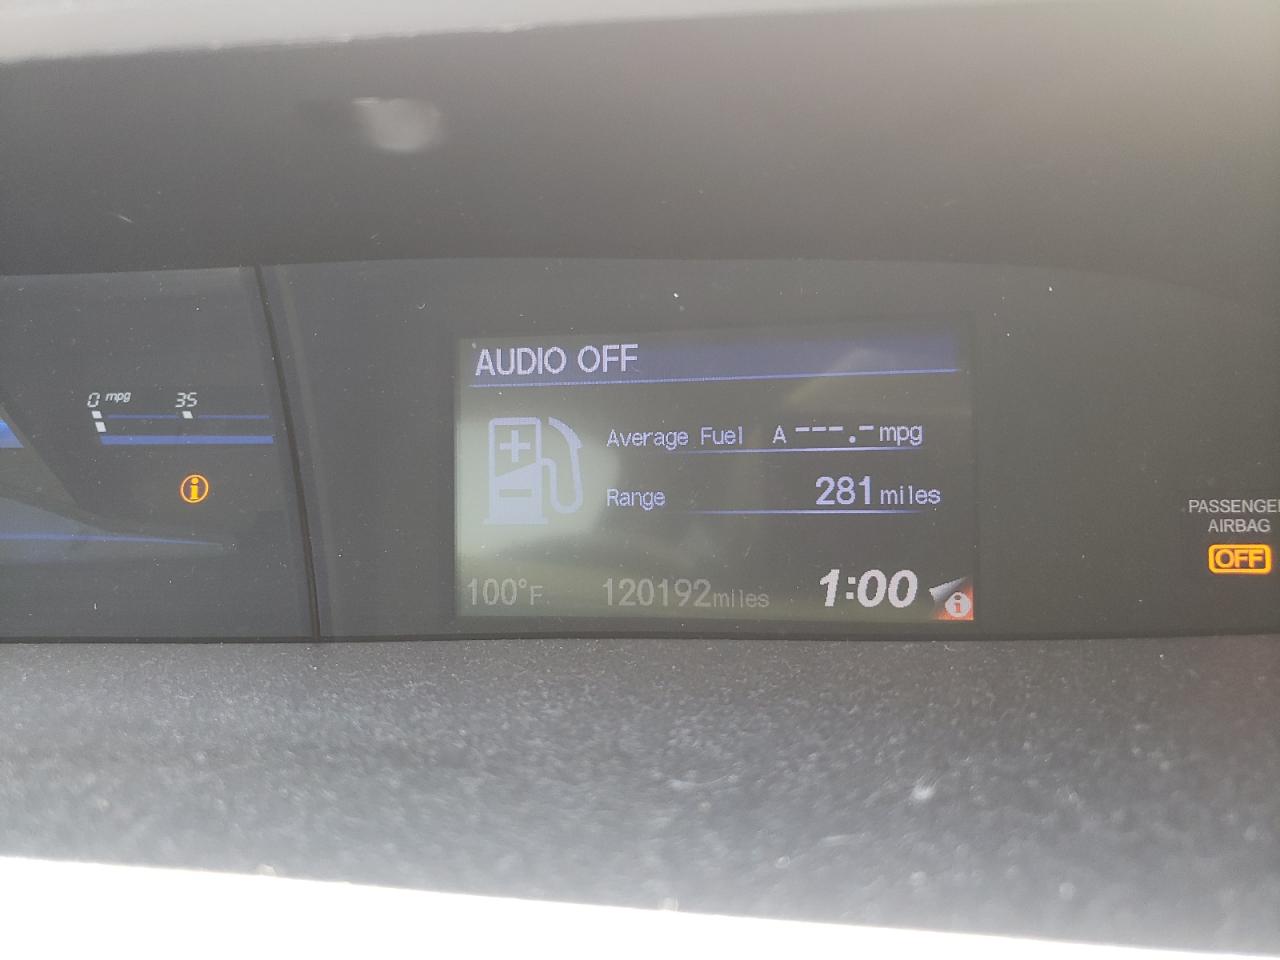 AUDIO OFF
0 mpg 35
Average Fuel A ---.- mpg
Range 281 miles
PASSENGER
AIRBAG
OFF
100°F 120192 miles 1:00